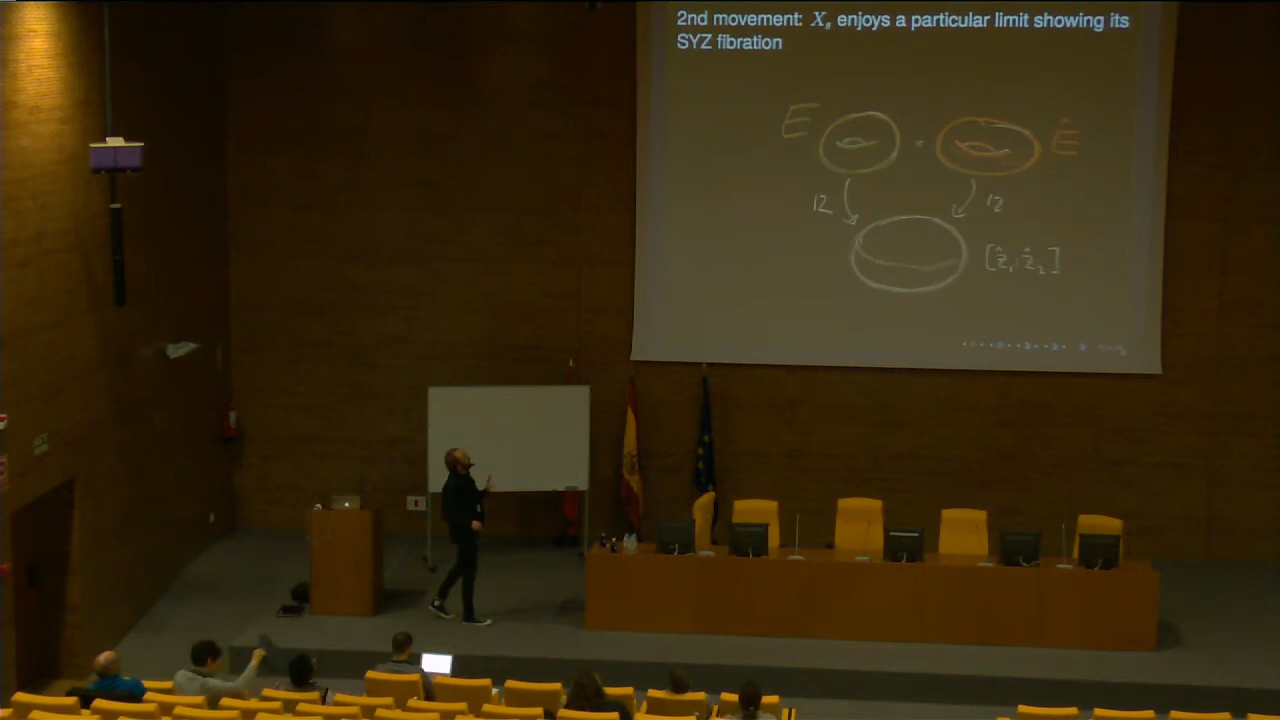 2nd movement: Xₛ enjoys a particular limit showing its
SYZ fibration
E × Ė
12 12
[ẑ₁,ẑ₂]